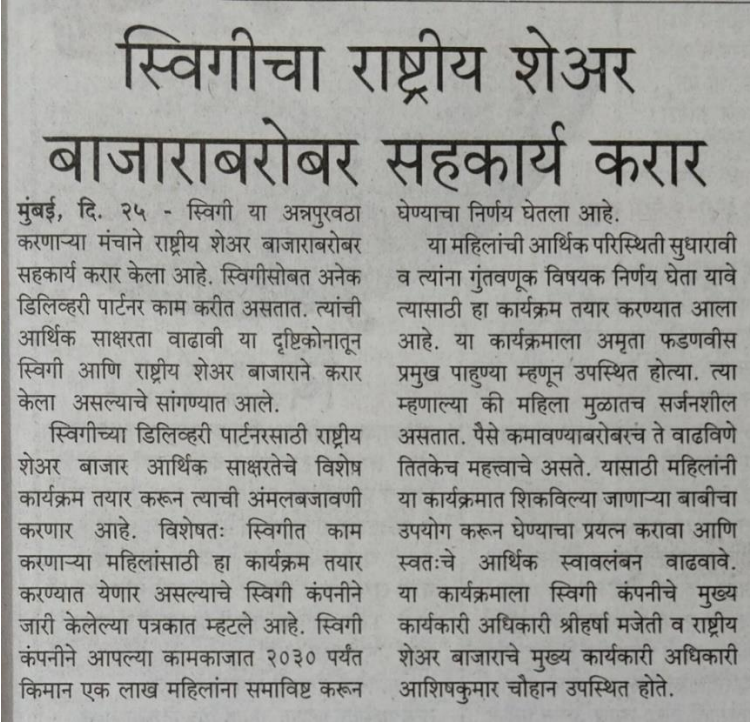 स्विगीचा राष्ट्रीय शेअर
बाजाराबरोबर सहकार्य करार
मुंबई, दि. २५ - स्विगी या अन्नपुरवठा
करणाऱ्या मंचाने राष्ट्रीय शेअर बाजाराबरोबर
सहकार्य करार केला आहे. स्विगीसोबत अनेक
डिलिव्हरी पार्टनर काम करीत असतात. त्यांची
आर्थिक साक्षरता वाढावी या दृष्टिकोनातून
स्विगी आणि राष्ट्रीय शेअर बाजाराने करार
केला असल्याचे सांगण्यात आले.
स्विगीच्या डिलिव्हरी पार्टनरसाठी राष्ट्रीय
शेअर बाजार आर्थिक साक्षरतेचे विशेष
कार्यक्रम तयार करून त्याची अंमलबजावणी
करणार आहे. विशेषतः स्विगीत काम
करणाऱ्या महिलांसाठी हा कार्यक्रम तयार
करण्यात येणार असल्याचे स्विगी कंपनीने
जारी केलेल्या पत्रकात म्हटले आहे. स्विगी
कंपनीने आपल्या कामकाजात २०३० पर्यंत
किमान एक लाख महिलांना समाविष्ट करून
घेण्याचा निर्णय घेतला आहे.
या महिलांची आर्थिक परिस्थिती सुधारावी
व त्यांना गुंतवणूक विषयक निर्णय घेता यावे
त्यासाठी हा कार्यक्रम तयार करण्यात आला
आहे. या कार्यक्रमाला अमृता फडणवीस
प्रमुख पाहुण्या म्हणून उपस्थित होत्या. त्या
म्हणाल्या की महिला मुळातच सर्जनशील
असतात. पैसे कमावण्याबरोबरच ते वाढविणे
तितकेच महत्त्वाचे असते. यासाठी महिलांनी
या कार्यक्रमात शिकविल्या जाणाऱ्या बाबीचा
उपयोग करून घेण्याचा प्रयत्न करावा आणि
स्वतःचे आर्थिक स्वावलंबन वाढवावे.
या कार्यक्रमाला स्विगी कंपनीचे मुख्य
कार्यकारी अधिकारी श्रीहर्षा मजेती व राष्ट्रीय
शेअर बाजाराचे मुख्य कार्यकारी अधिकारी
आशिषकुमार चौहान उपस्थित होते.